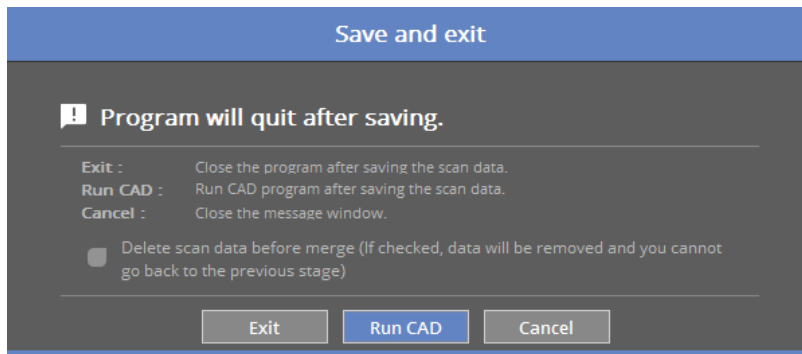 Save and exit
! Program will quit after saving.
Exit : Close the program after saving the scan data.
Run CAD : Run CAD program after saving the scan data.
Cancel : Close the message window.
Delete scan data before merge (If checked, data will be removed and you cannot
go back to the previous stage)
Exit Run CAD Cancel